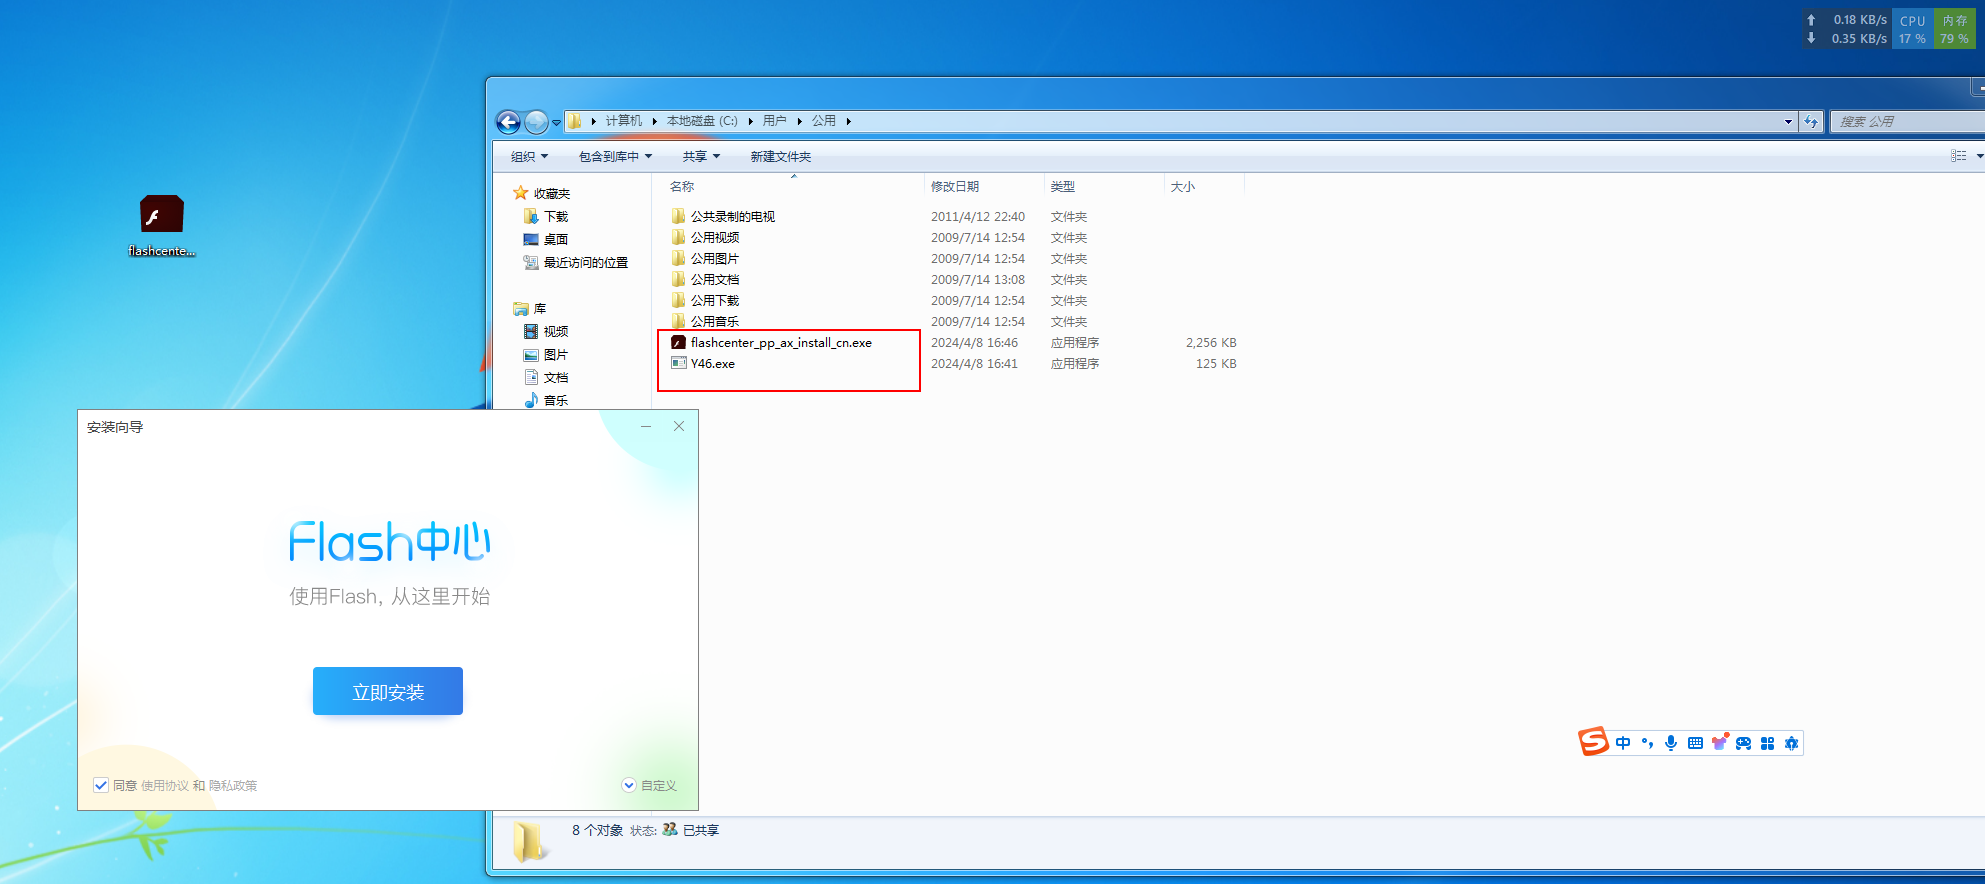 0.18 KB/s CPU 内存
0.35 KB/s 17 % 79 %
计算机 本地磁盘 (C:) 用户 公用
搜索 公用
组织 包含到库中 共享 新建文件夹
名称 修改日期 类型 大小
收藏夹
下载
桌面
最近访问的位置
库
视频
图片
文档
音乐
公共录制的电视 2011/4/12 22:40 文件夹
公用视频 2009/7/14 12:54 文件夹
公用图片 2009/7/14 12:54 文件夹
公用文档 2009/7/14 13:08 文件夹
公用下载 2009/7/14 12:54 文件夹
公用音乐 2009/7/14 12:54 文件夹
flashcenter_pp_ax_install_cn.exe 2024/4/8 16:46 应用程序 2,256 KB
Y46.exe 2024/4/8 16:41 应用程序 125 KB
flashcente...
安装向导
Flash中心
使用Flash, 从这里开始
立即安装
同意 使用协议 和 隐私政策
自定义
中
8 个对象 状态: 已共享